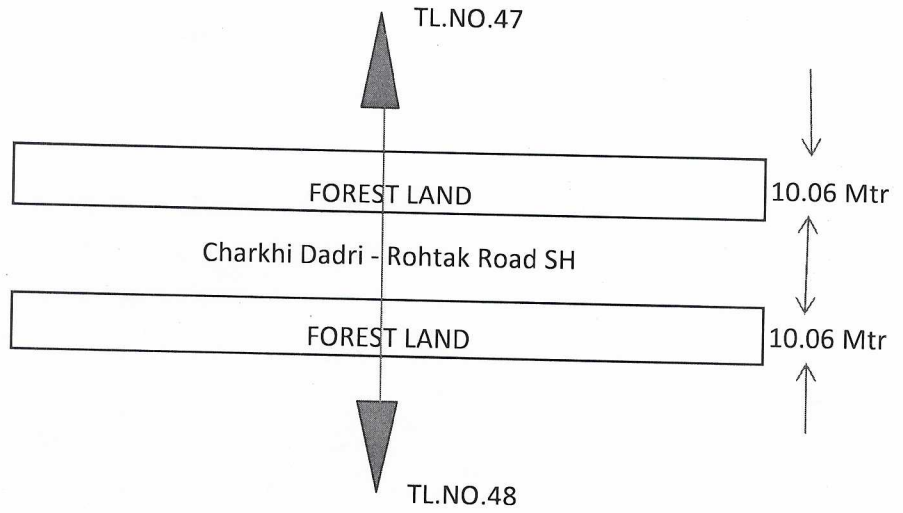 TL.NO.47
FOREST LAND
10.06 Mtr
Charkhi Dadri - Rohtak Road SH
FOREST LAND
10.06 Mtr
TL.NO.48